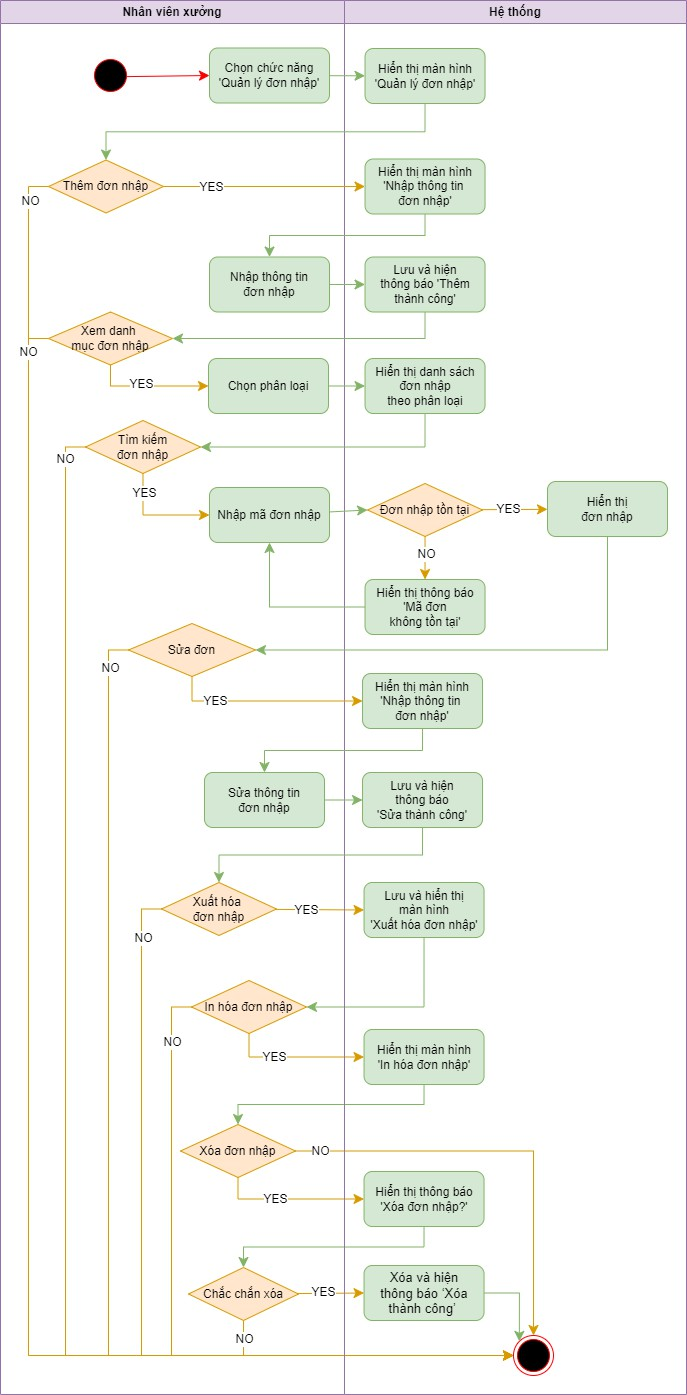 Nhân viên xưởng
Hệ thống
Chọn chức năng
'Quản lý đơn nhập'
Hiển thị màn hình
'Quản lý đơn nhập'
Thêm đơn nhập
YES
NO
Hiển thị màn hình
'Nhập thông tin
đơn nhập'
Nhập thông tin
đơn nhập
Lưu và hiện
thông báo 'Thêm
thành công'
Xem danh
mục đơn nhập
NO
YES
Chọn phân loại
Hiển thị danh sách
đơn nhập
theo phân loại
Tìm kiếm
đơn nhập
NO
YES
Nhập mã đơn nhập
Đơn nhập tồn tại
YES
Hiển thị
đơn nhập
NO
Hiển thị thông báo
'Mã đơn
không tồn tại'
Sửa đơn
NO
YES
Hiển thị màn hình
'Nhập thông tin
đơn nhập'
Sửa thông tin
đơn nhập
Lưu và hiện
thông báo
'Sửa thành công'
Xuất hóa
đơn nhập
YES
NO
Lưu và hiển thị
màn hình
'Xuất hóa đơn nhập'
In hóa đơn nhập
NO
YES
Hiển thị màn hình
'In hóa đơn nhập'
Xóa đơn nhập
NO
YES
Hiển thị thông báo
'Xóa đơn nhập?'
Chắc chắn xóa
YES
NO
Xóa và hiện
thông báo ‘Xóa
thành công’